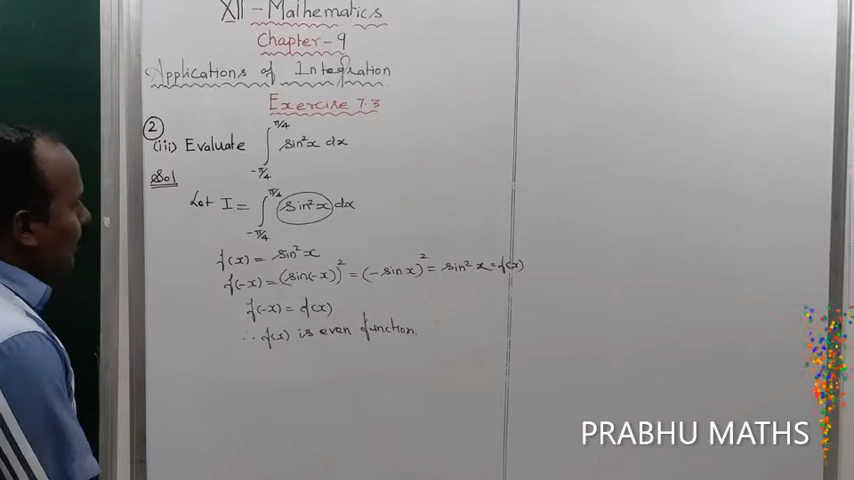 XII - Mathematics
Chapter - 9
Applications of Integration
Exercise 7.3
② (iii) Evaluate ∫_{-π/4}^{π/4} sin²x dx
Sol
Let I = ∫_{-π/4}^{π/4} sin²x dx
f(x) = sin²x
f(-x) = (sin(-x))² = (-sin x)² = sin²x = f(x)
f(-x) = f(x)
∴ f(x) is even function.
PRABHU MATHS